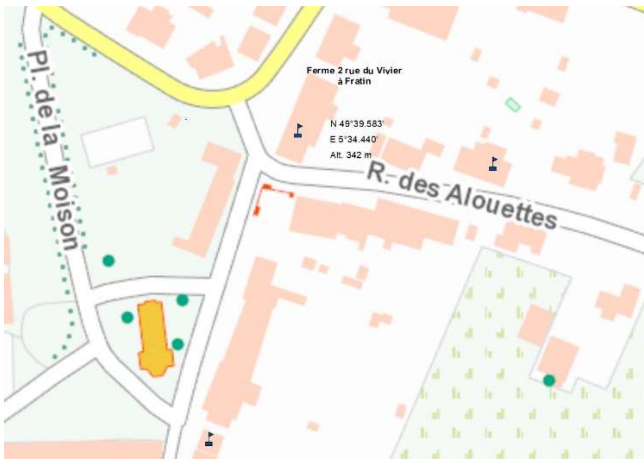 Ferme 2 rue du Vivier
à Fratin
N 49°39.583'
E 5°34.440'
Alt. 342 m
Pl. de la Moison
R. des Alouettes